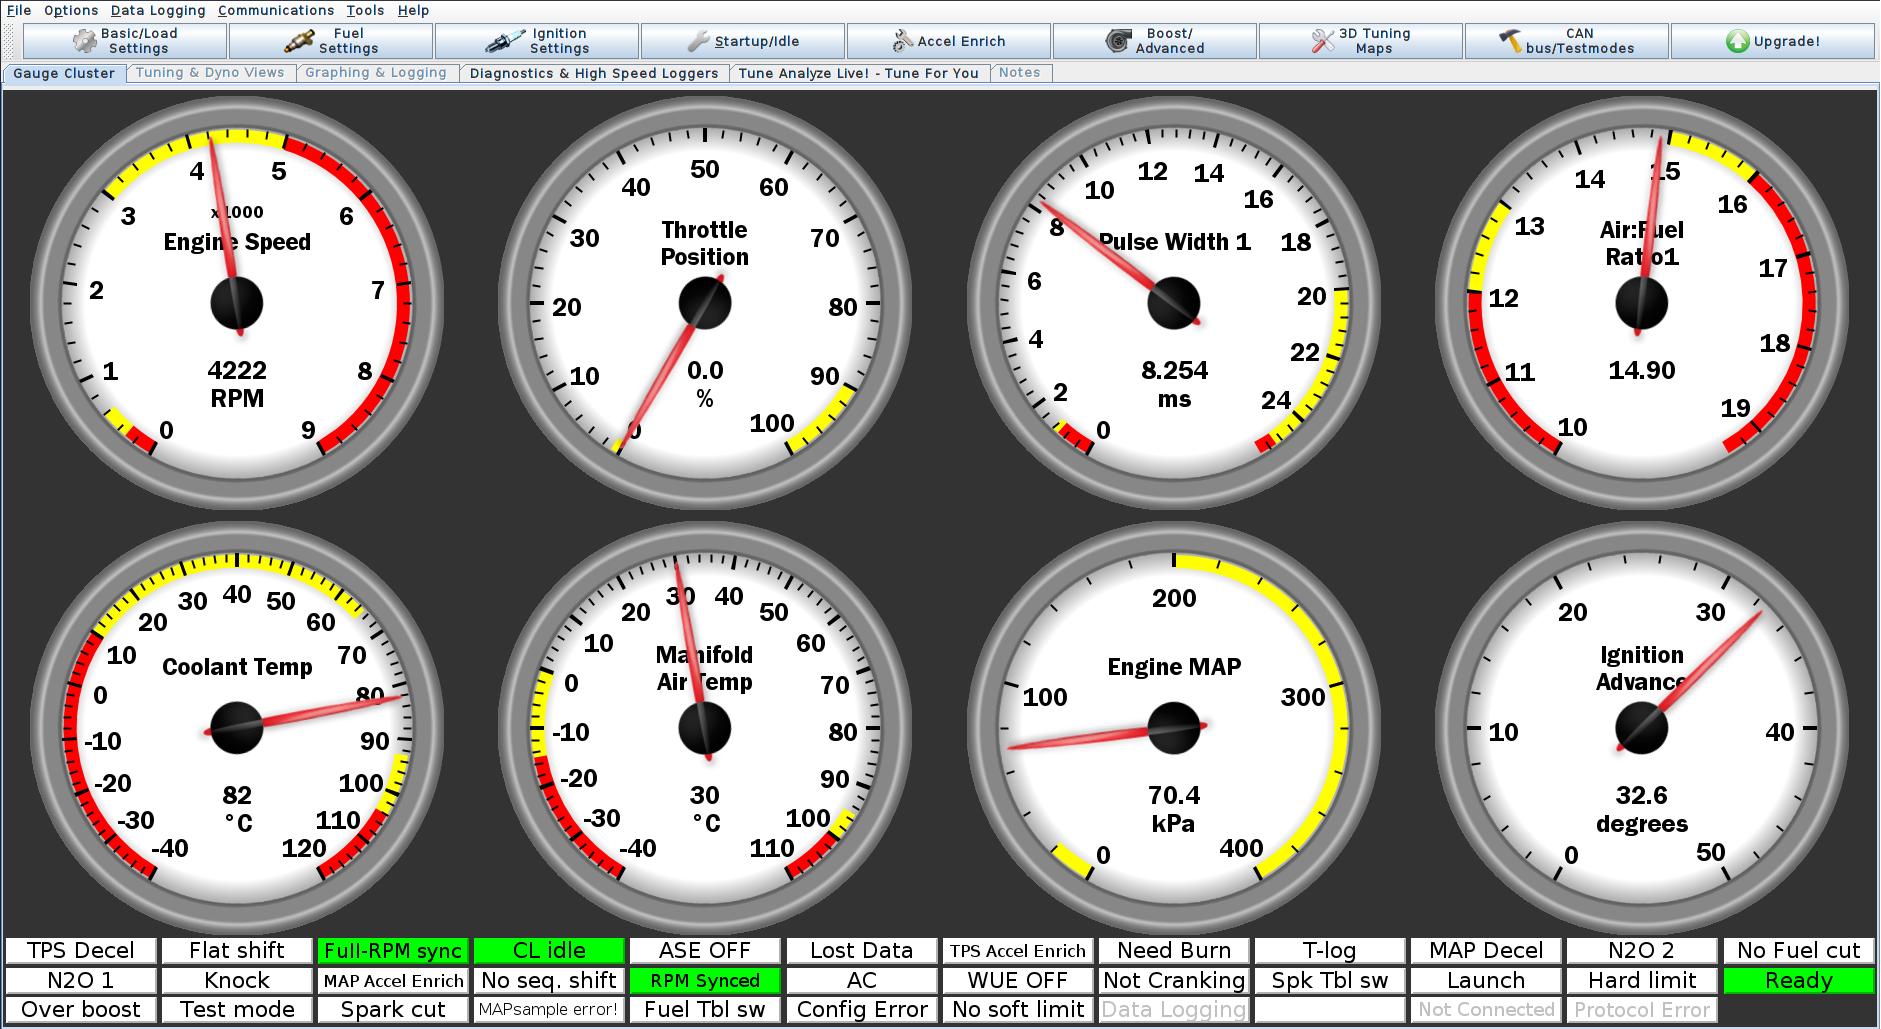 File Options Data Logging Communications Tools Help
Basic/Load Settings
Fuel Settings
Ignition Settings
Startup/Idle
Accel Enrich
Boost/ Advanced
3D Tuning Maps
CAN bus/Testmodes
Upgrade!
Gauge Cluster
Tuning & Dyno Views
Graphing & Logging
Diagnostics & High Speed Loggers
Tune Analyze Live! - Tune For You
Notes
0 1 2 3 4 5 6 7 8 9
x1000
Engine Speed
4222
RPM
0 10 20 30 40 50 60 70 80 90 100
Throttle
Position
0.0
%
0 2 4 6 8 10 12 14 16 18 20 22 24
Pulse Width 1
8.254
ms
10 11 12 13 14 15 16 17 18 19
Air:Fuel
Ratio1
14.90
-40 -30 -20 -10 0 10 20 30 40 50 60 70 80 90 100 110 120
Coolant Temp
82
°C
-40 -30 -20 -10 0 10 20 30 40 50 60 70 80 90 100 110
Manifold
Air Temp
30
°C
0 100 200 300 400
Engine MAP
70.4
kPa
0 10 20 30 40 50
Ignition
Advance
32.6
degrees
TPS Decel Flat shift Full-RPM sync CL idle ASE OFF Lost Data TPS Accel Enrich Need Burn T-log MAP Decel N2O 2 No Fuel cut
N2O 1 Knock MAP Accel Enrich No seq. shift RPM Synced AC WUE OFF Not Cranking Spk Tbl sw Launch Hard limit Ready
Over boost Test mode Spark cut MAPsample error! Fuel Tbl sw Config Error No soft limit Data Logging Not Connected Protocol Error